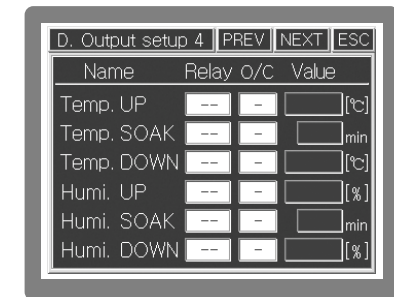 D. Output setup 4 PREV NEXT ESC
Name Relay O/C Value
Temp. UP -- - [℃]
Temp. SOAK -- - min
Temp. DOWN -- - [℃]
Humi. UP -- - [%]
Humi. SOAK -- - min
Humi. DOWN -- - [%]